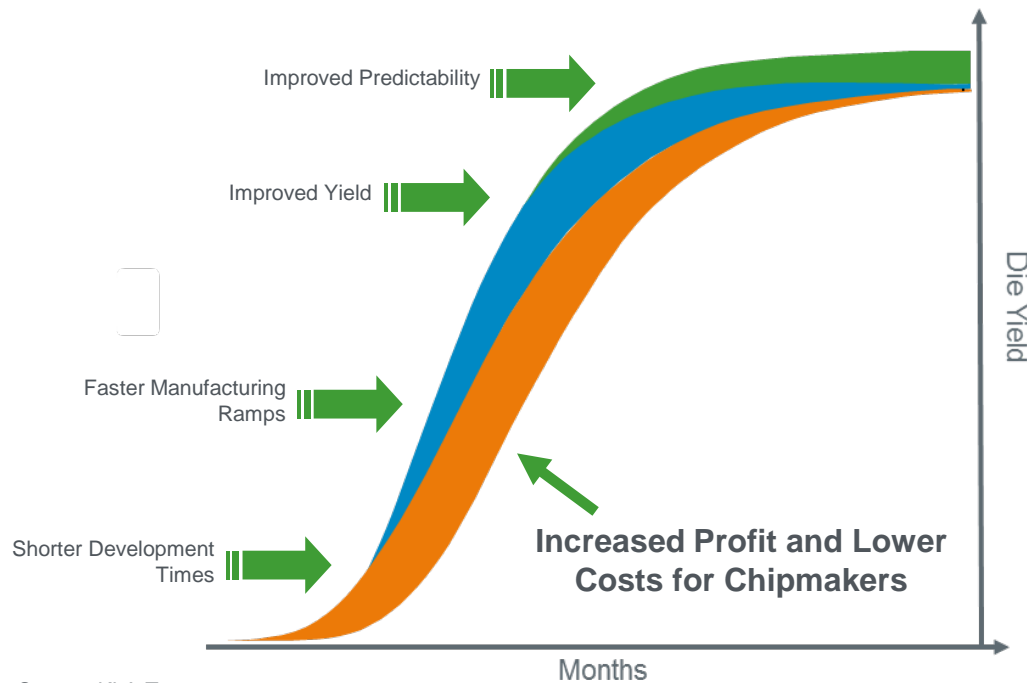 Improved Predictability
Improved Yield
Faster Manufacturing
Ramps
Shorter Development
Times
Increased Profit and Lower
Costs for Chipmakers
Die Yield
Months